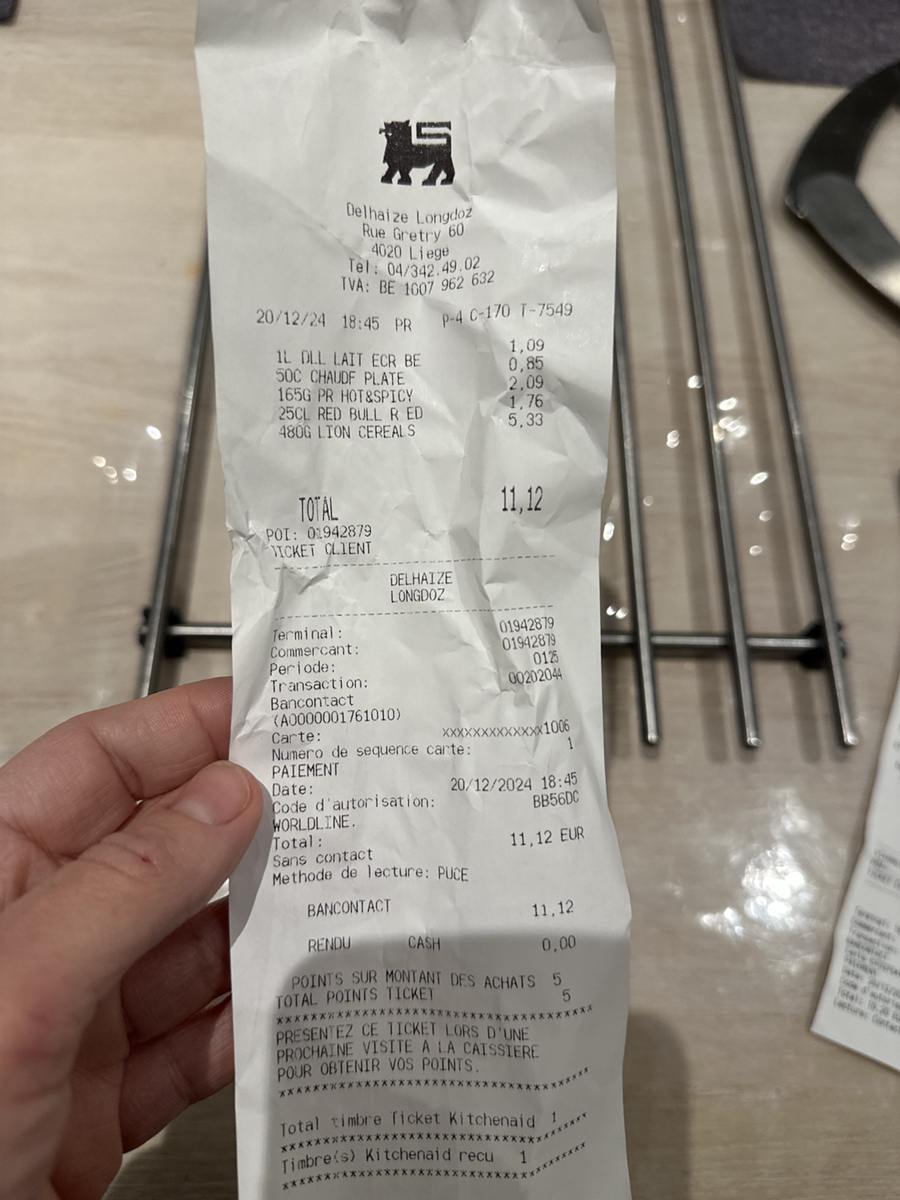 Delhaize Longdoz
Rue Gretry 60
4020 Liege
Tel: 04/342.49.02
TVA: BE 1007 962 632
20/12/24 18:45 PR P-4 C-170 T-7549
1L DLL LAIT ECR BE 1,09
50C CHAUDF PLATE 0,85
165G PR HOT&SPICY 2,09
25CL RED BULL R ED 1,76
480G LION CEREALS 5,33
TOTAL 11,12
POI: 01942879
TICKET CLIENT
DELHAIZE
LONGDOZ
Terminal: 01942879
Commercant: 01942879
Periode: 0125
Transaction: 00202044
Bancontact
(A0000001761010)
Carte: xxxxxxxxxxxxx1006
Numero de sequence carte: 1
PAIEMENT
Date: 20/12/2024 18:45
Code d'autorisation: BB56DC
WORLDLINE.
Total: 11,12 EUR
Sans contact
Methode de lecture: PUCE
BANCONTACT 11,12
RENDU CASH 0,00
POINTS SUR MONTANT DES ACHATS 5
TOTAL POINTS TICKET 5
PRESENTEZ CE TICKET LORS D'UNE
PROCHAINE VISITE A LA CAISSIERE
POUR OBTENIR VOS POINTS.
Total timbre Ticket Kitchenaid 1
Timbre(s) Kitchenaid recu 1